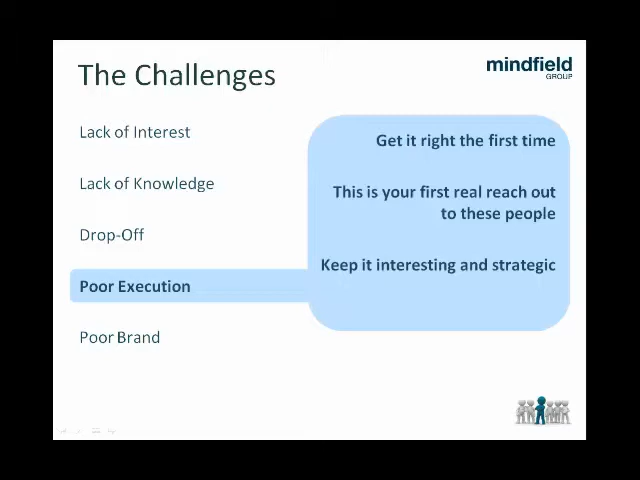 The Challenges
mindfield
GROUP
Lack of Interest
Lack of Knowledge
Drop-Off
Poor Execution
Poor Brand
Get it right the first time
This is your first real reach out
to these people
Keep it interesting and strategic